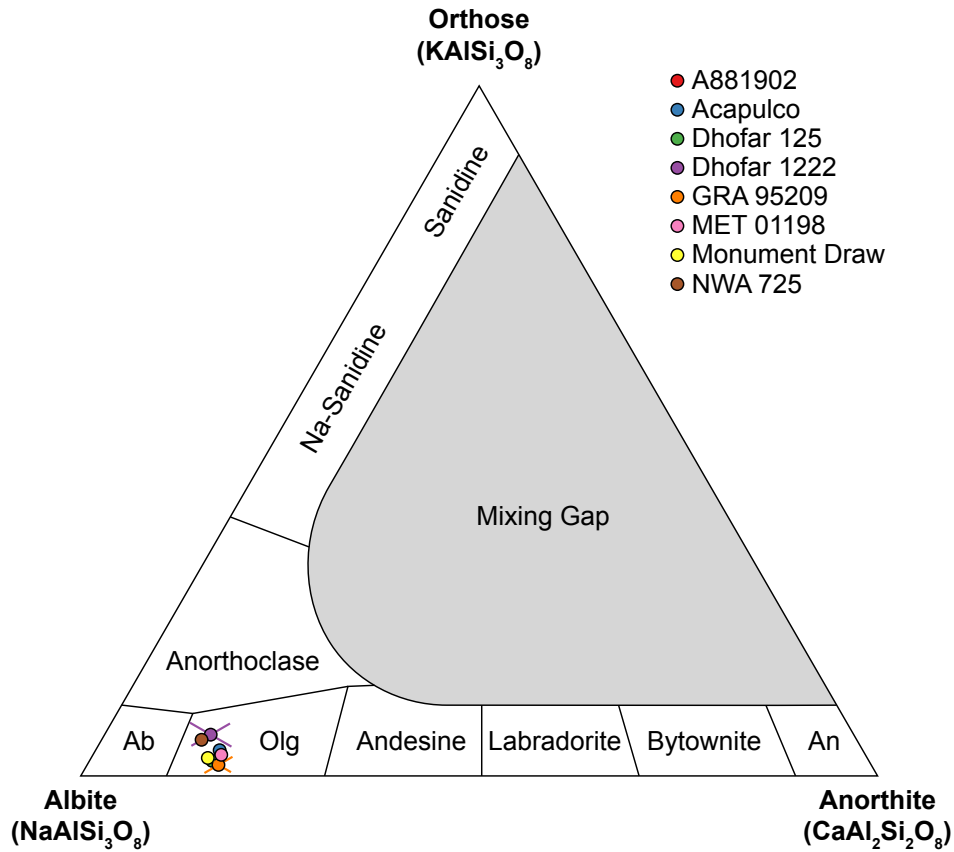 Orthose
(KAlSi₃O₈)
A881902
Acapulco
Dhofar 125
Dhofar 1222
GRA 95209
MET 01198
Monument Draw
NWA 725
Sanidine
Na-Sanidine
Mixing Gap
Anorthoclase
Ab
Olg
Andesine
Labradorite
Bytownite
An
Albite
(NaAlSi₃O₈)
Anorthite
(CaAl₂Si₂O₈)